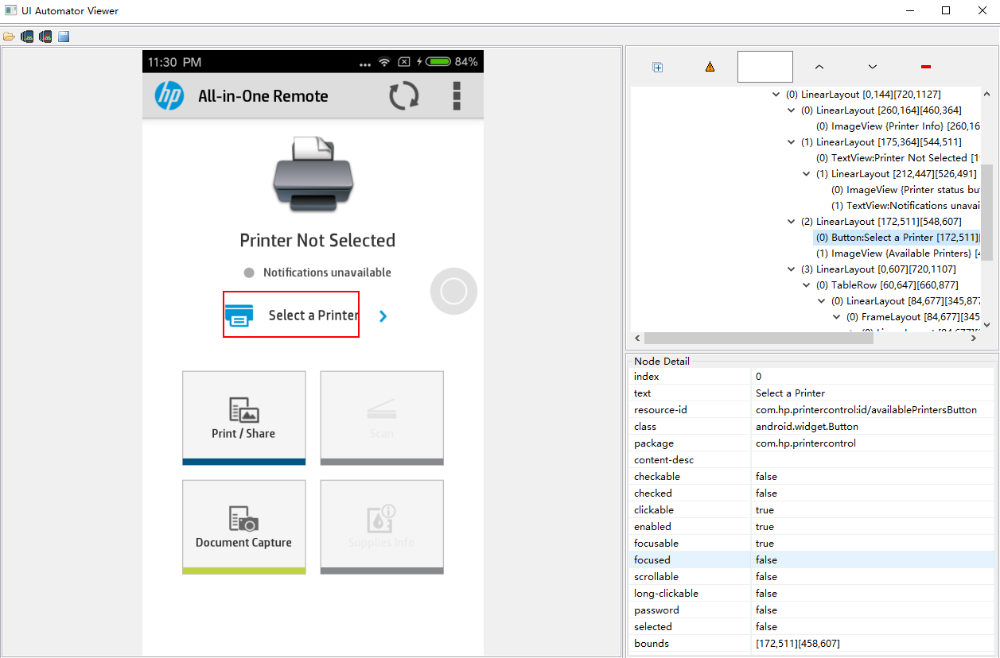 UI Automator Viewer
11:30 PM
84%
hp All-in-One Remote
Printer Not Selected
Notifications unavailable
Select a Printer
Print / Share
Scan
Document Capture
Supplies Info
(0) LinearLayout [0,144][720,1127]
(0) LinearLayout [260,164][460,364]
(0) ImageView {Printer Info} [260,16
(1) LinearLayout [175,364][544,511]
(0) TextView:Printer Not Selected [1
(1) LinearLayout [212,447][526,491]
(0) ImageView {Printer status bu
(1) TextView:Notifications unavai
(2) LinearLayout [172,511][548,607]
(0) Button:Select a Printer [172,511][
(1) ImageView {Available Printers} [4
(3) LinearLayout [0,607][720,1107]
(0) TableRow [60,647][660,877]
(0) LinearLayout [84,677][345,877
(0) FrameLayout [84,677][345
Node Detail
index 0
text Select a Printer
resource-id com.hp.printercontrol:id/availablePrintersButton
class android.widget.Button
package com.hp.printercontrol
content-desc
checkable false
checked false
clickable true
enabled true
focusable true
focused false
scrollable false
long-clickable false
password false
selected false
bounds [172,511][458,607]